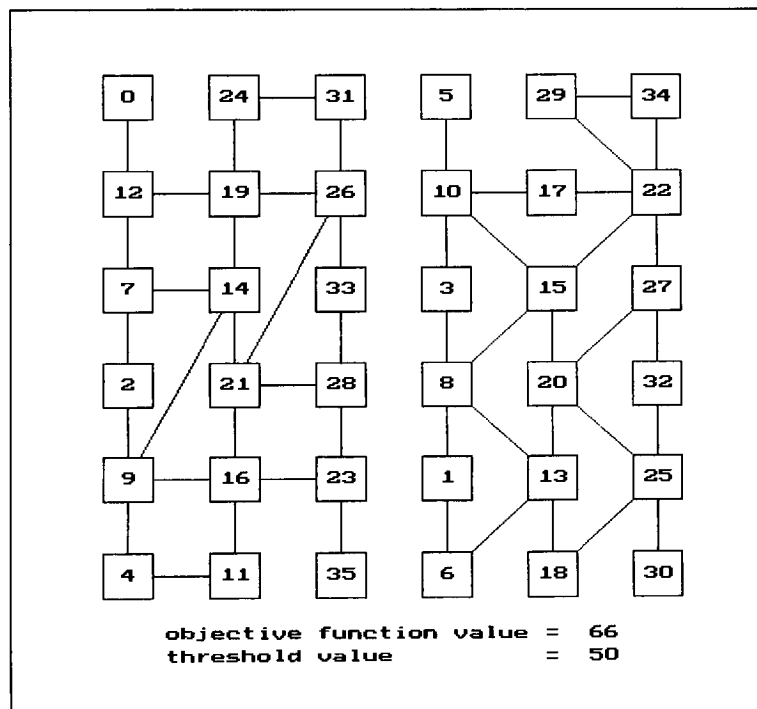 0 24 31 5 29 34
12 19 26 10 17 22
7 14 33 3 15 27
2 21 28 8 20 32
9 16 23 1 13 25
4 11 35 6 18 30
objective function value = 66
threshold value = 50